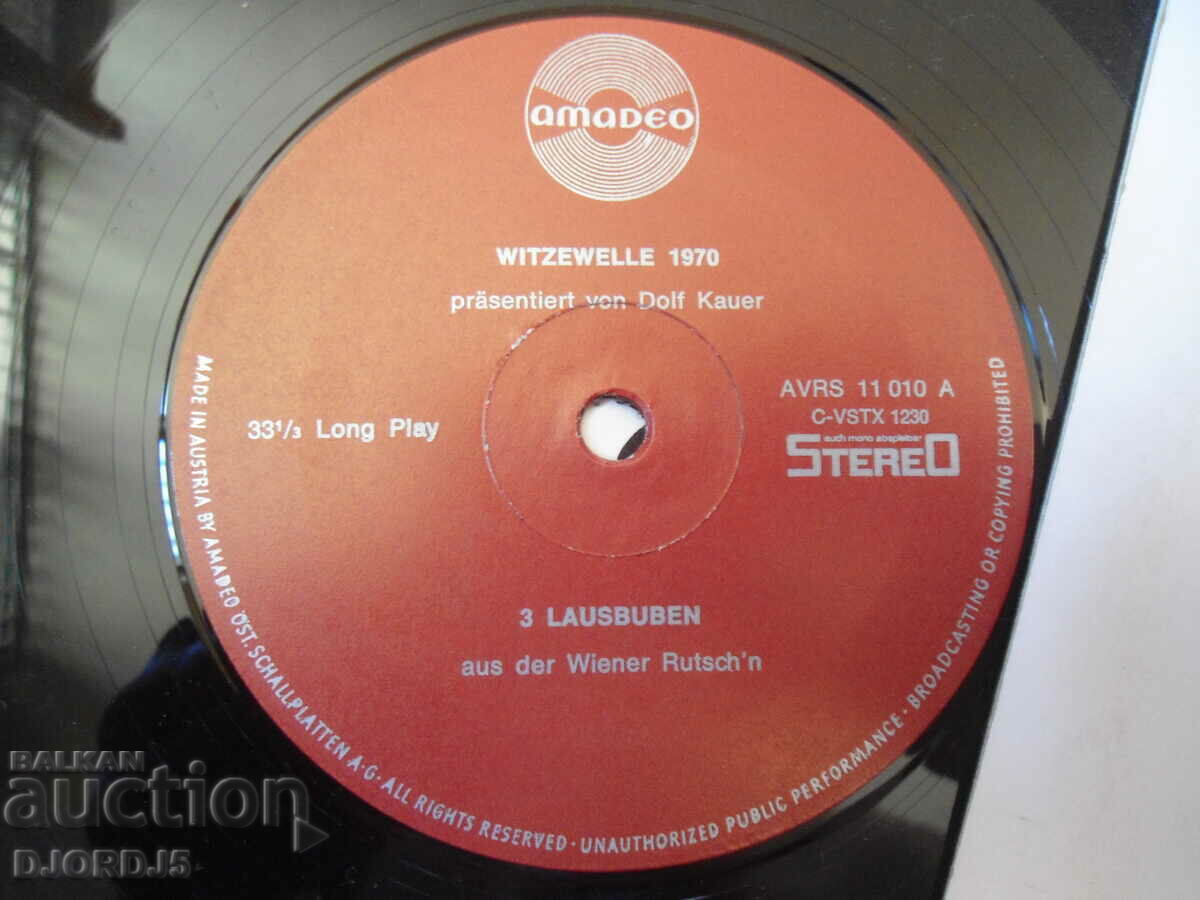 amadeo
WITZEWELLE 1970
präsentiert von Dolf Kauer
AVRS 11 010 A
C-VSTX 1230
auch mono abspielbar
STEREO
33¹/₃ Long Play
3 LAUSBUBEN
aus der Wiener Rutsch'n
MADE IN AUSTRIA BY AMADEO ÖST. SCHALLPLATTEN A·G·ALL RIGHTS RESERVED·UNAUTHORIZED PUBLIC PERFORMANCE·BROADCASTING OR COPYING PROHIBITED
BALKAN
auction
DJORDJ5